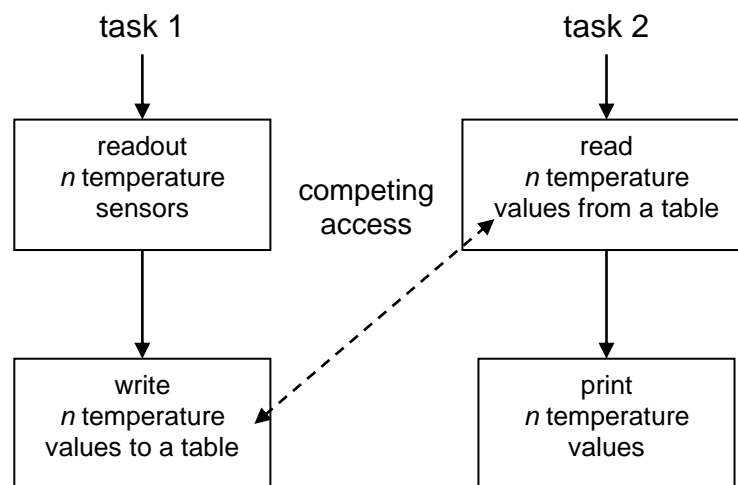 task 1
task 2
readout
n temperature
sensors
competing
access
read
n temperature
values from a table
write
n temperature
values to a table
print
n temperature
values